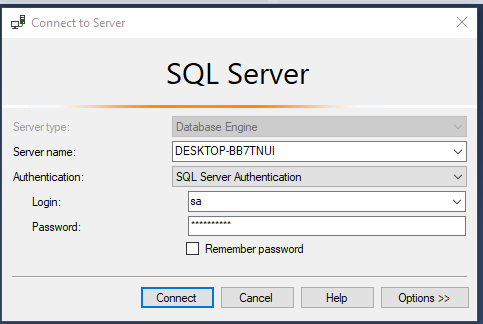 Connect to Server
SQL Server
Server type: Database Engine
Server name: DESKTOP-BB7TNUI
Authentication: SQL Server Authentication
Login: sa
Password: **********
Remember password
Connect Cancel Help Options >>